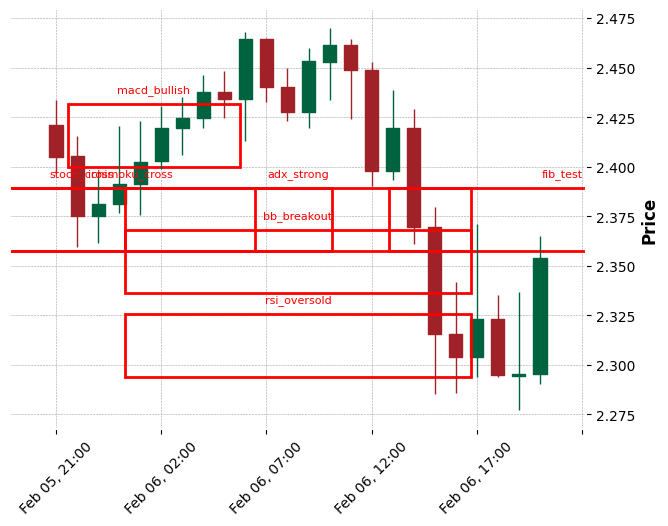 2.475
2.450
macd_bullish
2.425
2.400
ichimoku_cross
adx_strong
fib_test
2.375
bb_breakout
Price
2.350
rsi_oversold
2.325
2.300
2.275
Feb 05, 21:00
Feb 06, 02:00
Feb 06, 07:00
Feb 06, 12:00
Feb 06, 17:00